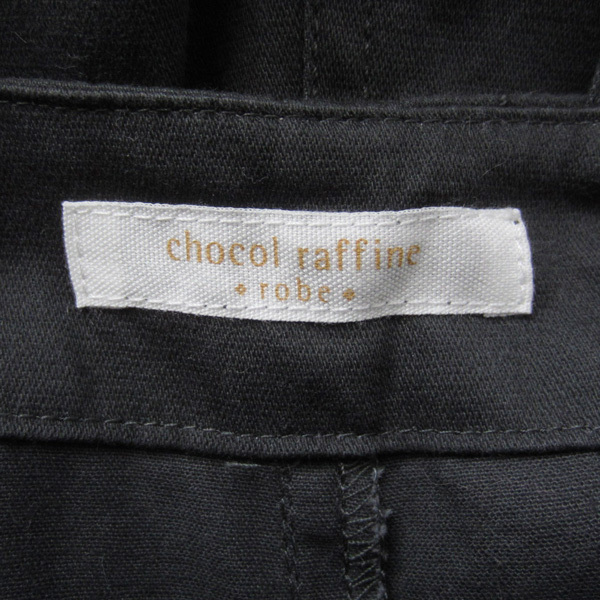 chocol raffine
• robe •